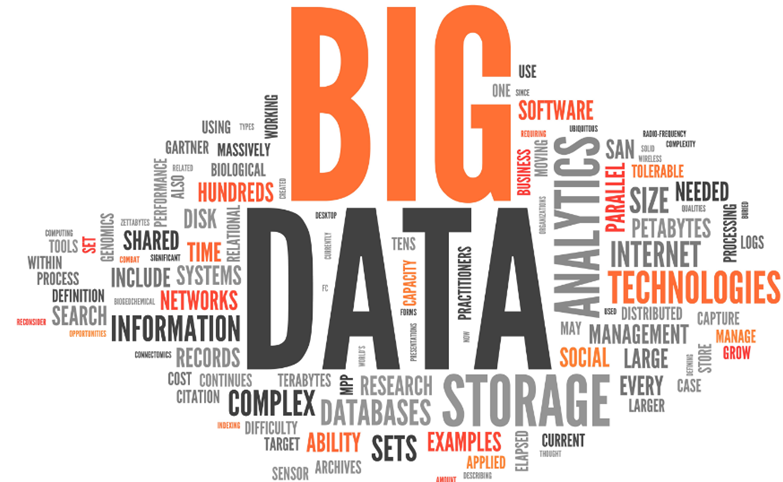 BIG
DATA
USE
ONE
SINCE
SOFTWARE
WORKING
USING
TYPES
GARTNER
MASSIVELY
RELATED
BIOLOGICAL
PERFORMANCE
ALSO
HUNDREDS
CREATED
REQUIRING
UBIQUITOUS
BUSINESS
MOVING
ANALYTICS
SAN
RADIO-FREQUENCY
COMPLEXITY
SOLID
WIRELESS
TOLERABLE
PARALLEL
SIZE
NEEDED
QUALITIES
BURIED
PETABYTES
PROCESSING
LOGS
INTERNET
TECHNOLOGIES
ORGANIZATIONS
ZETTABYTES
DISK
RELATIONAL
DESKTOP
CURRENTLY
TENS
COMPUTING
TOOLS
SET
GENOMICS
SHARED
COMBAT
SIGNIFICANT
TIME
WITHIN
PROCESS
INCLUDE
SYSTEMS
FC
CAPACITY
FORMS
PRACTITIONERS
DEFINITION
BIOGEOCHEMICAL
NETWORKS
RECONSIDER
SEARCH
OPPORTUNITIES
INFORMATION
PRESENTATIONS
NOW
WORLD'S
USED
DISTRIBUTED
CAPTURE
MAY
MANAGEMENT
MANAGE
GROW
CONNECTOMICS
RECORDS
SOCIAL
LARGE
DEFINING
STORE
COST
CONTINUES
TERABYTES
MPP
RESEARCH
STORAGE
EVERY
CASE
CITATION
COMPLEX
DATABASES
LARGER
INDEXING
DIFFICULTY
TARGET
ABILITY
SETS
EXAMPLES
ELAPSED
CURRENT
THOUGHT
SENSOR
ARCHIVES
APPLIED
AMOUNT
DESCRIBING